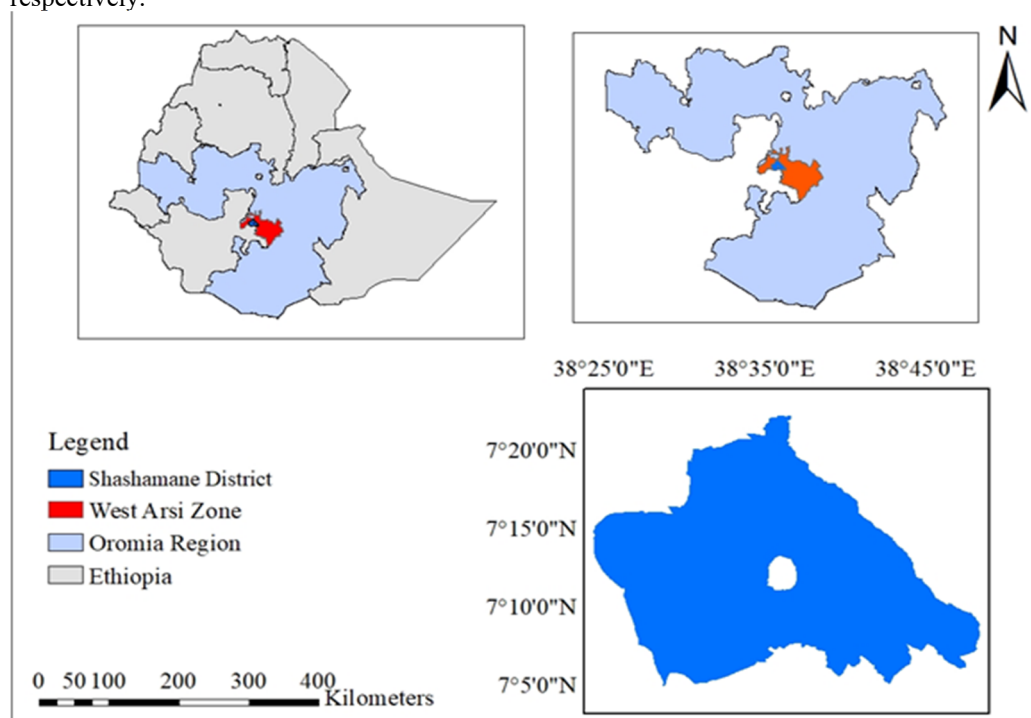 respectively.
N
38°25'0"E 38°35'0"E 38°45'0"E
7°20'0"N
7°15'0"N
7°10'0"N
7°5'0"N
Legend
Shashamane District
West Arsi Zone
Oromia Region
Ethiopia
0 50 100 200 300 400
Kilometers